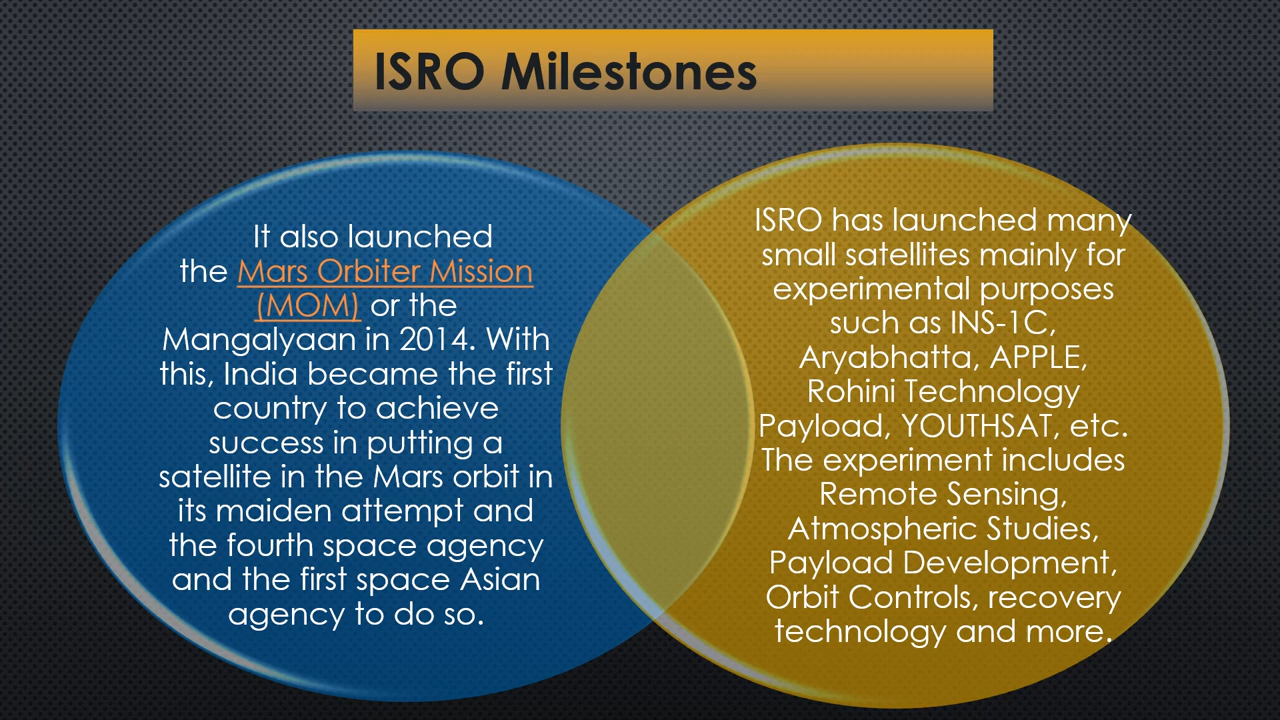 ISRO Milestones
It also launched
the Mars Orbiter Mission
(MOM) or the
Mangalyaan in 2014. With
this, India became the first
country to achieve
success in putting a
satellite in the Mars orbit in
its maiden attempt and
the fourth space agency
and the first space Asian
agency to do so.
ISRO has launched many
small satellites mainly for
experimental purposes
such as INS-1C,
Aryabhatta, APPLE,
Rohini Technology
Payload, YOUTHSAT, etc.
The experiment includes
Remote Sensing,
Atmospheric Studies,
Payload Development,
Orbit Controls, recovery
technology and more.